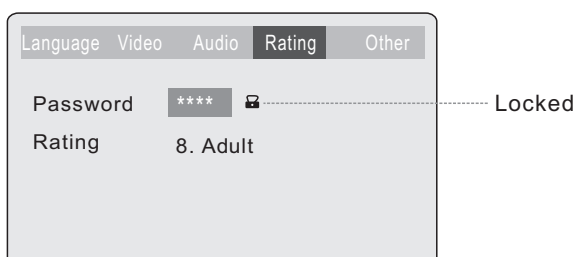 Language Video Audio Rating Other
Password **** Locked
Rating 8. Adult